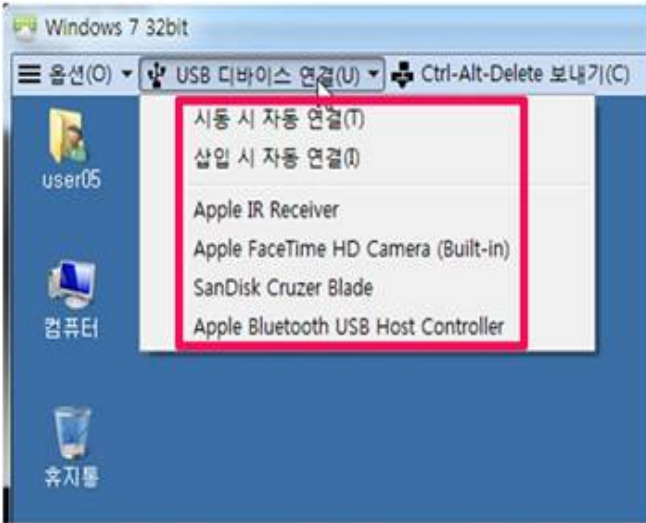 Windows 7 32bit
옵션(O) USB 디바이스 연결(U) Ctrl-Alt-Delete 보내기(C)
시동 시 자동 연결(T)
삽입 시 자동 연결(I)
Apple IR Receiver
Apple FaceTime HD Camera (Built-in)
SanDisk Cruzer Blade
Apple Bluetooth USB Host Controller
user05
컴퓨터
휴지통